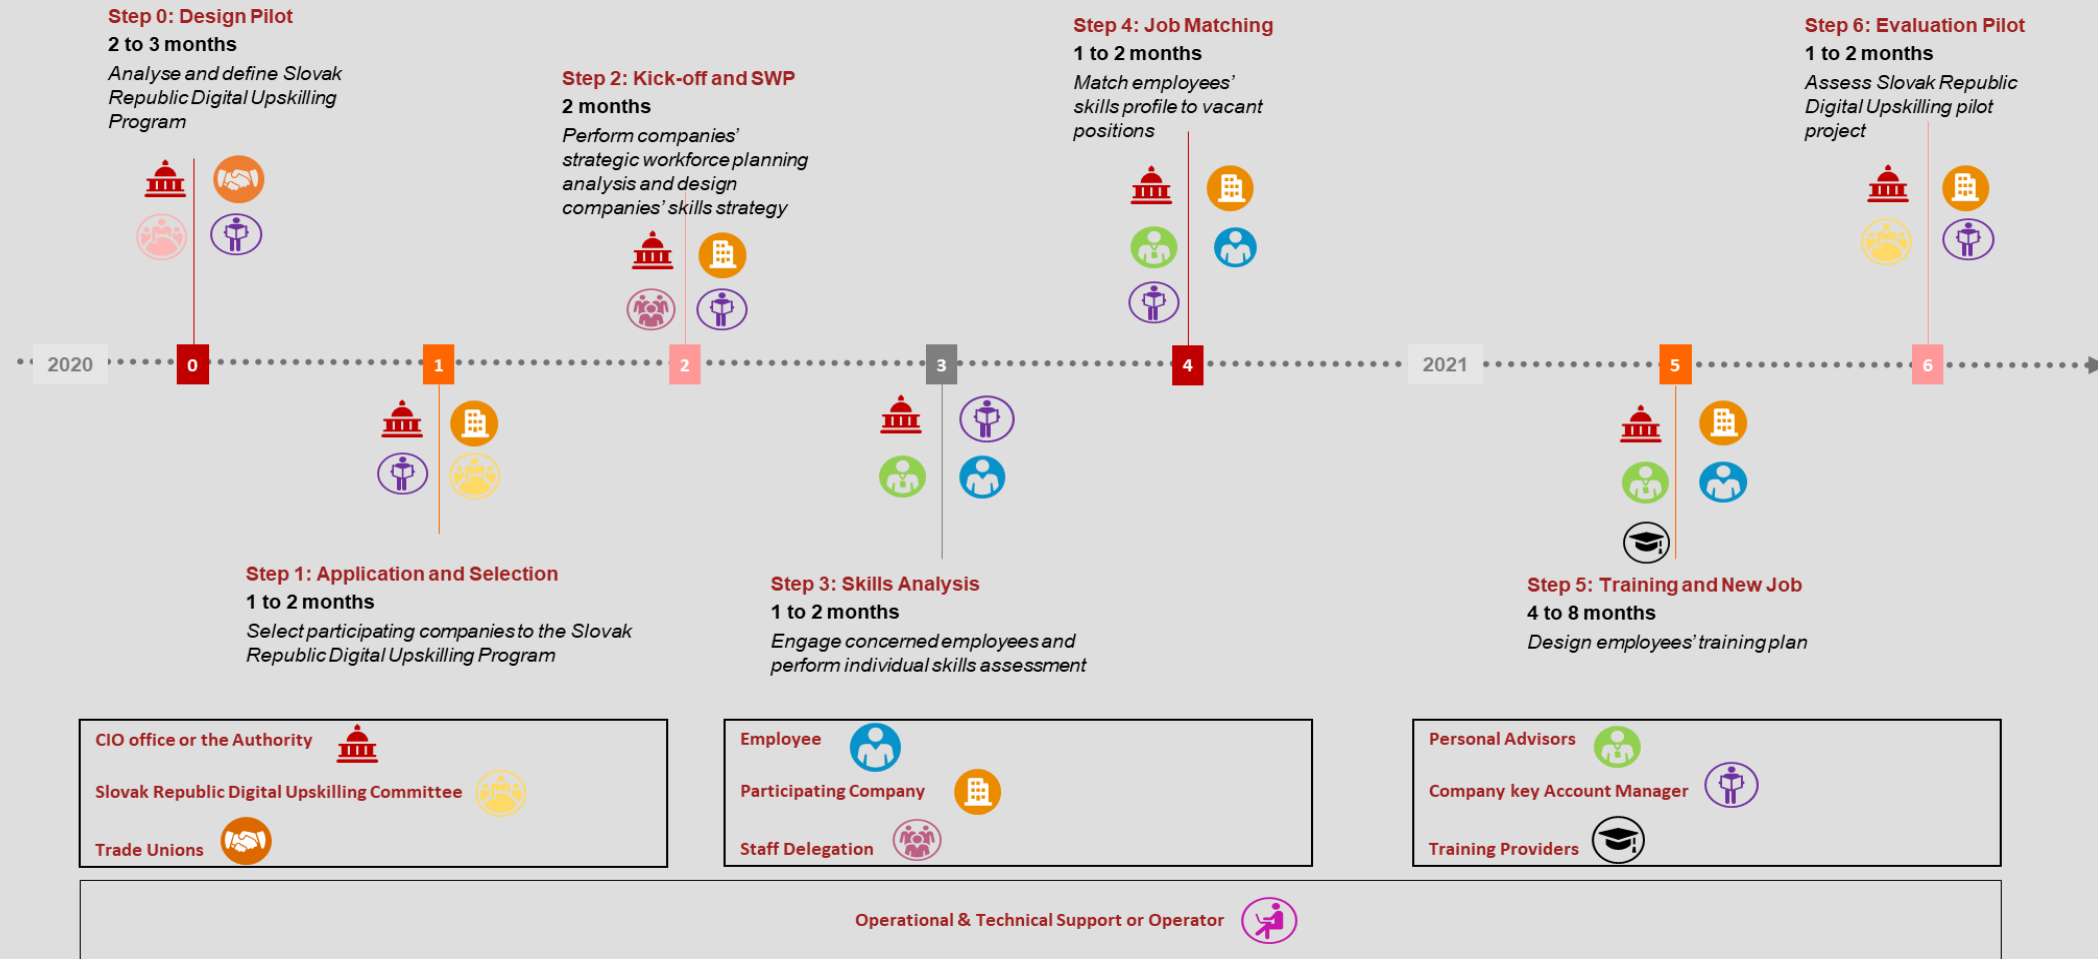 Step 0: Design Pilot
2 to 3 months
Analyse and define Slovak
Republic Digital Upskilling
Program
Step 2: Kick-off and SWP
2 months
Perform companies'
strategic workforce planning
analysis and design
companies' skills strategy
Step 4: Job Matching
1 to 2 months
Match employees'
skills profile to vacant
positions
Step 6: Evaluation Pilot
1 to 2 months
Assess Slovak Republic
Digital Upskilling pilot
project
2020
0
1
2
3
4
2021
5
6
Step 1: Application and Selection
1 to 2 months
Select participating companies to the Slovak
Republic Digital Upskilling Program
Step 3: Skills Analysis
1 to 2 months
Engage concerned employees and
perform individual skills assessment
Step 5: Training and New Job
4 to 8 months
Design employees' training plan
CIO office or the Authority
Slovak Republic Digital Upskilling Committee
Trade Unions
Employee
Participating Company
Staff Delegation
Personal Advisors
Company key Account Manager
Training Providers
Operational & Technical Support or Operator